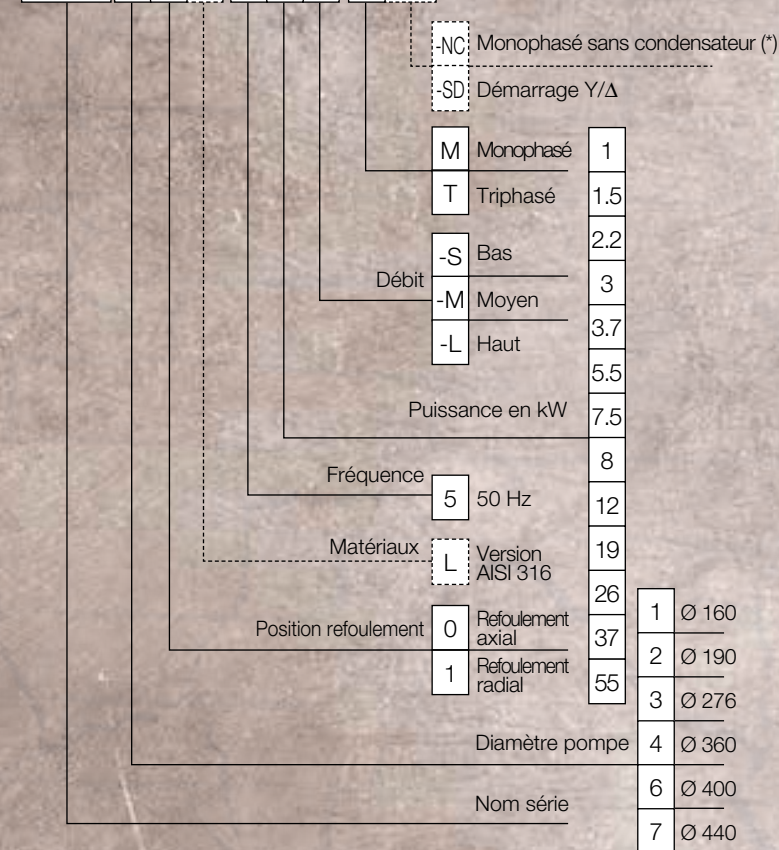 -NC Monophasé sans condensateur (*)
-SD Démarrage Y/Δ
M Monophasé
T Triphasé
Débit
-S Bas
-M Moyen
-L Haut
Puissance en kW
1
1.5
2.2
3
3.7
5.5
7.5
8
12
19
26
37
55
Fréquence
5 50 Hz
Matériaux
L Version
AISI 316
Position refoulement
0 Refoulement
axial
1 Refoulement
radial
Diamètre pompe
1 Ø 160
2 Ø 190
3 Ø 276
4 Ø 360
6 Ø 400
7 Ø 440
Nom série